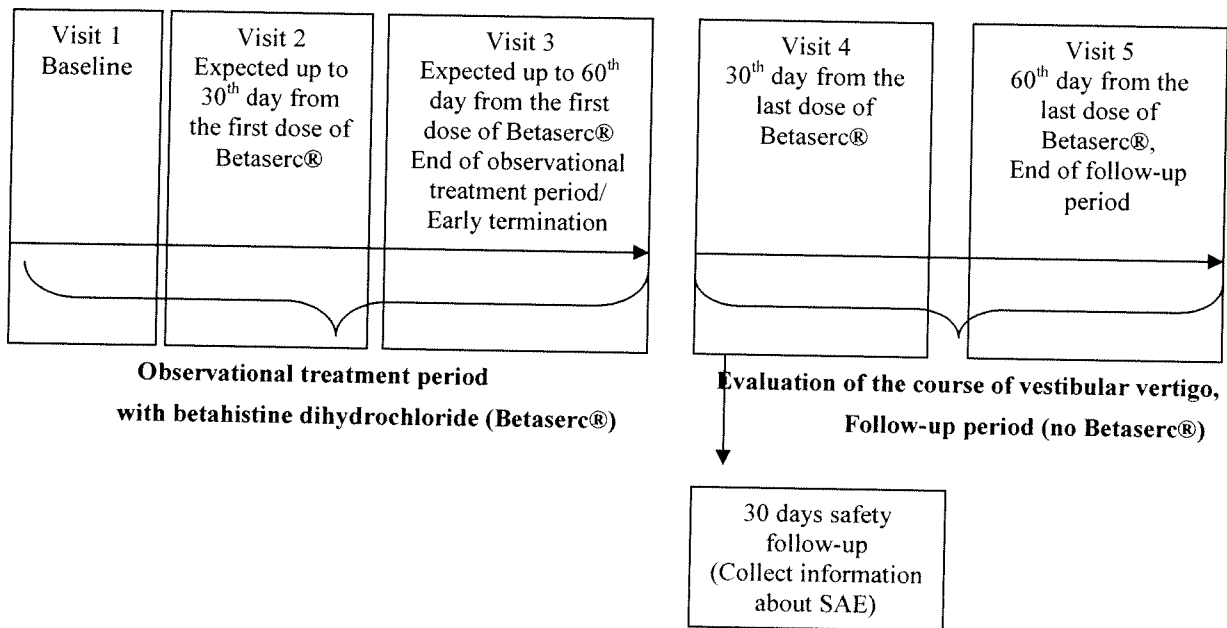 Visit 1
Baseline
Visit 2
Expected up to
30th day from
the first dose of
Betaserc®
Visit 3
Expected up to 60th
day from the first
dose of Betaserc®
End of observational
treatment period/
Early termination
Visit 4
30th day from the
last dose of
Betaserc®
Visit 5
60th day from the
last dose of
Betaserc®,
End of follow-up
period
Observational treatment period
with betahistine dihydrochloride (Betaserc®)
Evaluation of the course of vestibular vertigo,
Follow-up period (no Betaserc®)
30 days safety
follow-up
(Collect information
about SAE)